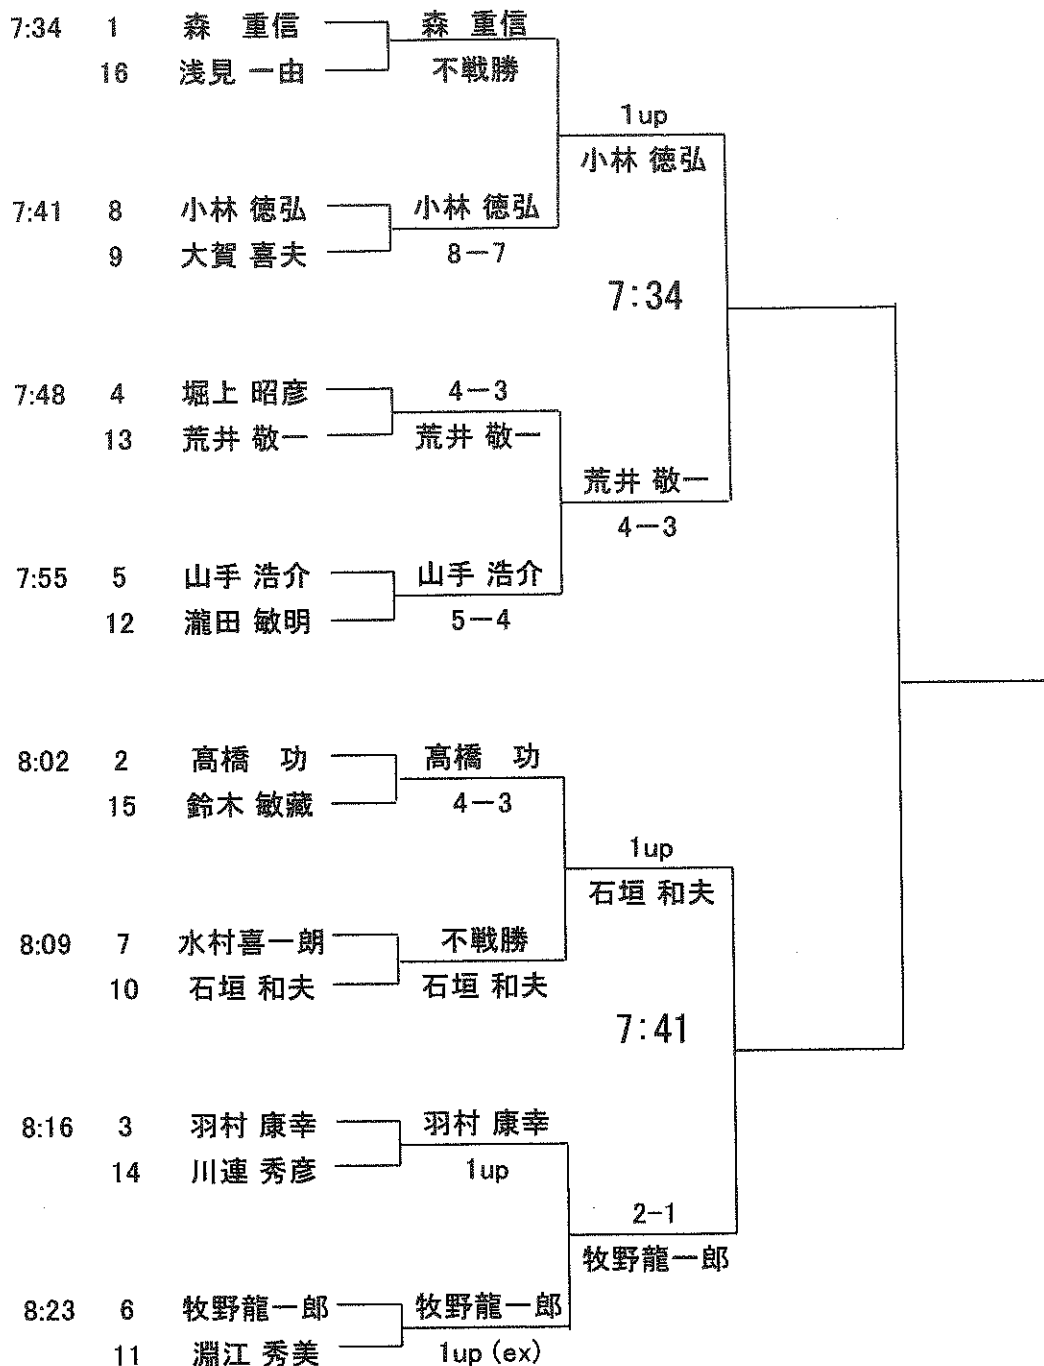 7:34 1 森 重信 森 重信
16 浅見 一由 不戦勝
1up
小林 徳弘
7:41 8 小林 徳弘 小林 徳弘
9 大賀 喜夫 8−7
7:34
7:48 4 堀上 昭彦 4−3
13 荒井 敬一 荒井 敬一
荒井 敬一
4−3
7:55 5 山手 浩介 山手 浩介
12 瀧田 敏明 5−4
8:02 2 髙橋 功 髙橋 功
15 鈴木 敏藏 4−3
1up
石垣 和夫
8:09 7 水村喜一朗 不戦勝
10 石垣 和夫 石垣 和夫
7:41
8:16 3 羽村 康幸 羽村 康幸
14 川連 秀彦 1up
2-1
牧野龍一郎
8:23 6 牧野龍一郎 牧野龍一郎
11 淵江 秀美 1up (ex)